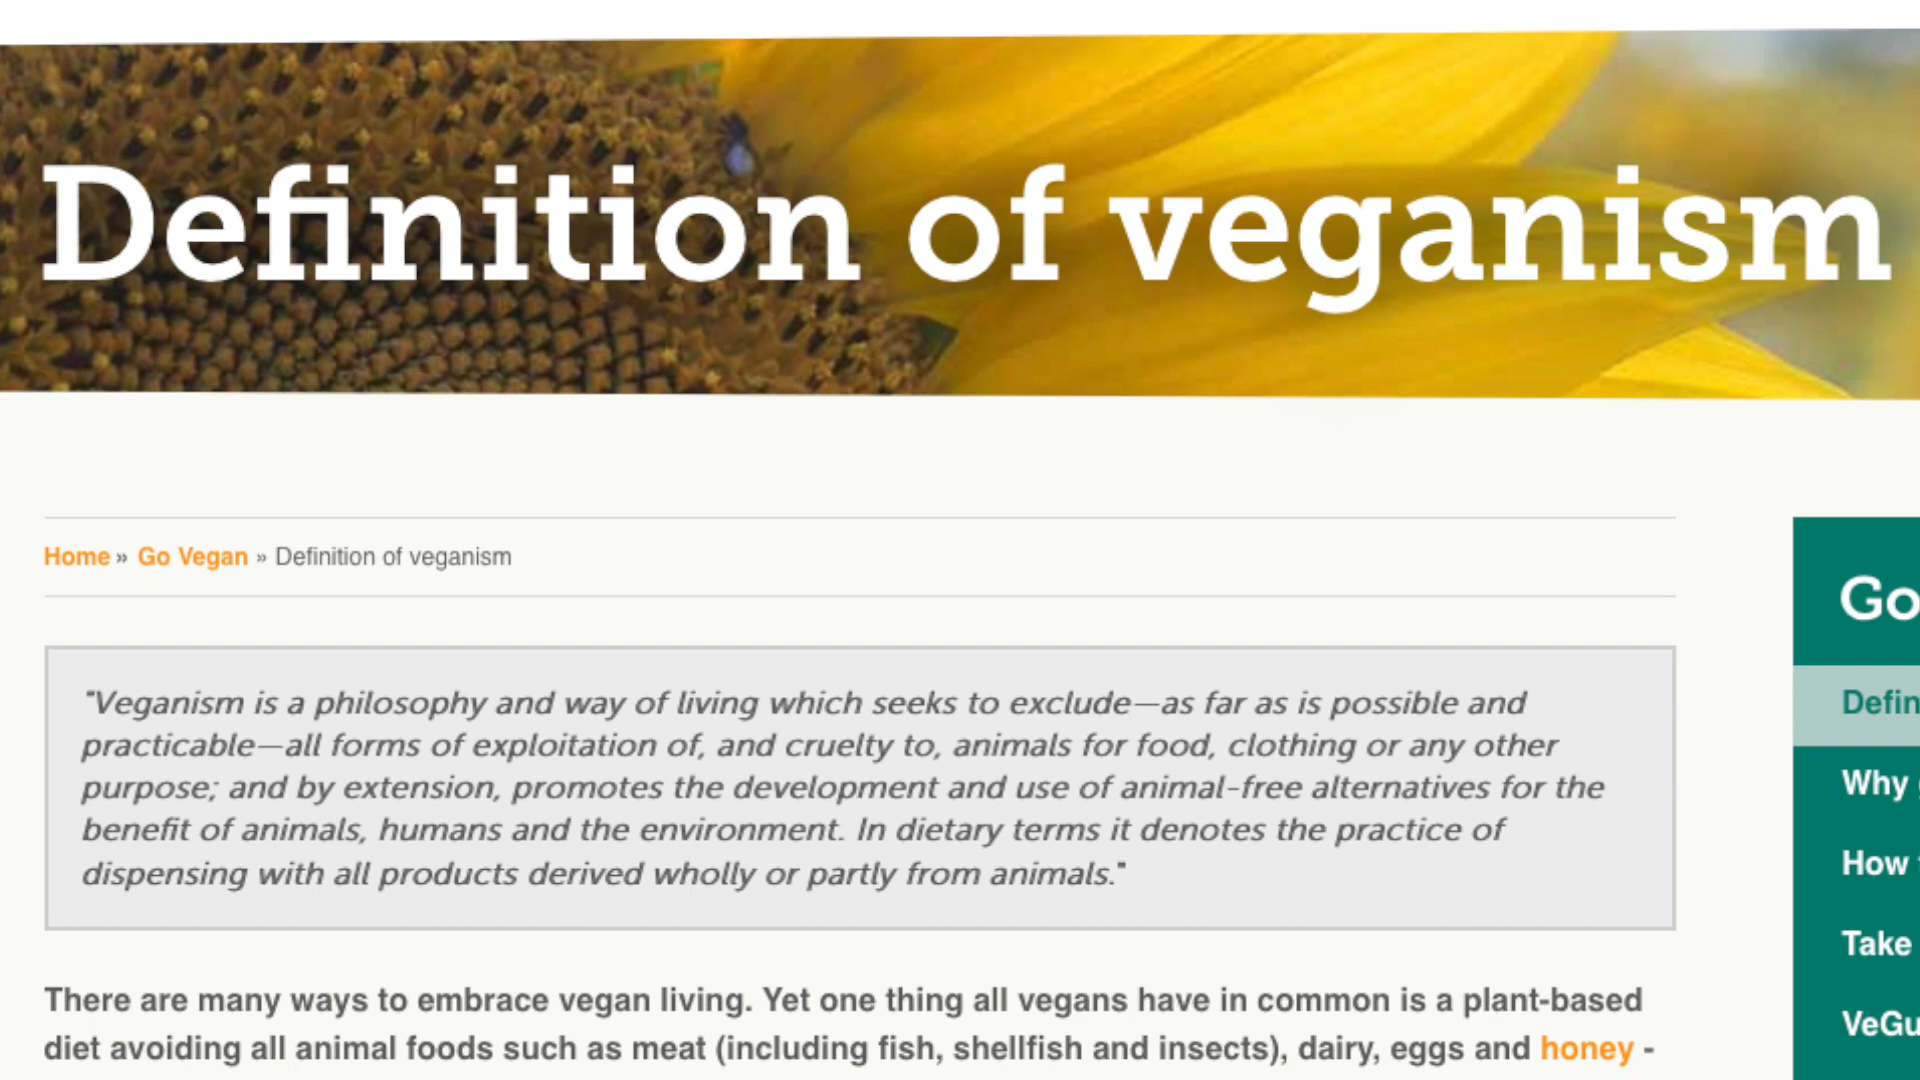 Definition of veganism
Home » Go Vegan » Definition of veganism
"Veganism is a philosophy and way of living which seeks to exclude—as far as is possible and
practicable—all forms of exploitation of, and cruelty to, animals for food, clothing or any other
purpose; and by extension, promotes the development and use of animal-free alternatives for the
benefit of animals, humans and the environment. In dietary terms it denotes the practice of
dispensing with all products derived wholly or partly from animals."
There are many ways to embrace vegan living. Yet one thing all vegans have in common is a plant-based
diet avoiding all animal foods such as meat (including fish, shellfish and insects), dairy, eggs and honey -
Go
Defin
Why
How
Take
VeGu